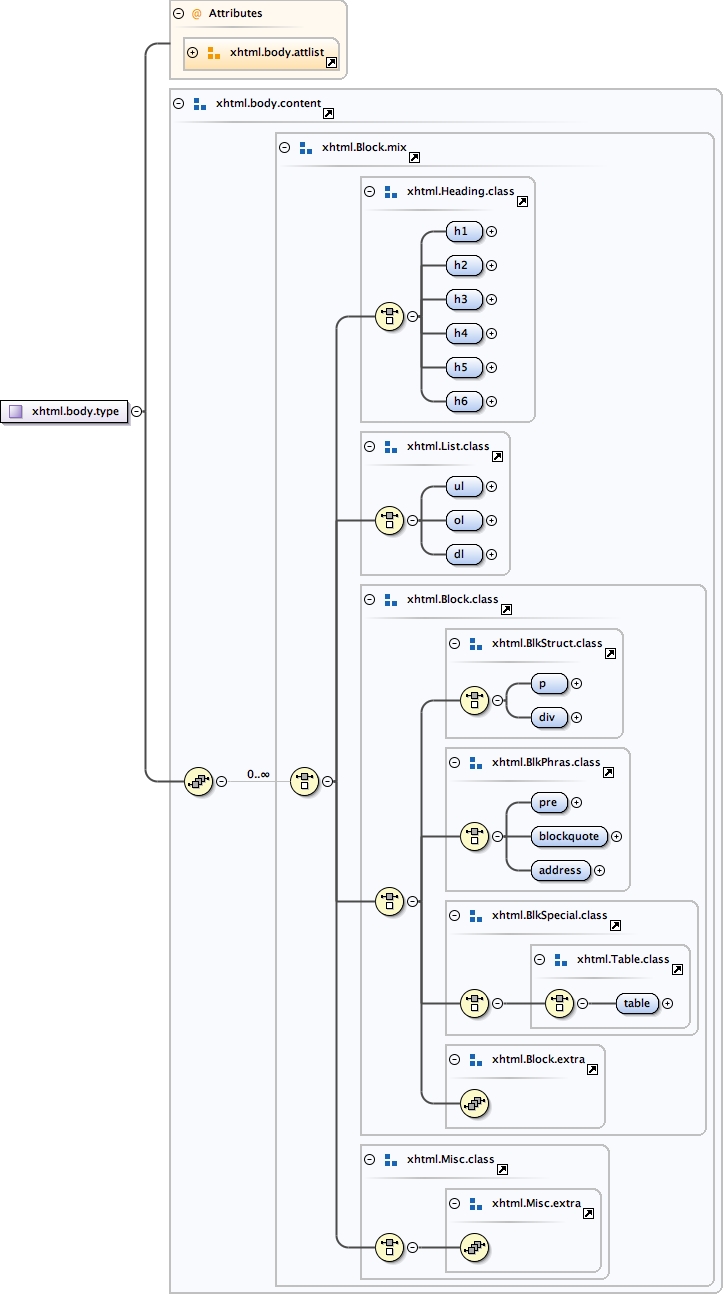 @ Attributes
xhtml.body.attlist
xhtml.body.content
xhtml.Block.mix
xhtml.Heading.class
h1
h2
h3
h4
h5
h6
xhtml.body.type
xhtml.List.class
ul
ol
dl
xhtml.Block.class
xhtml.BlkStruct.class
p
div
0..∞
xhtml.BlkPhras.class
pre
blockquote
address
xhtml.BlkSpecial.class
xhtml.Table.class
table
xhtml.Block.extra
xhtml.Misc.class
xhtml.Misc.extra